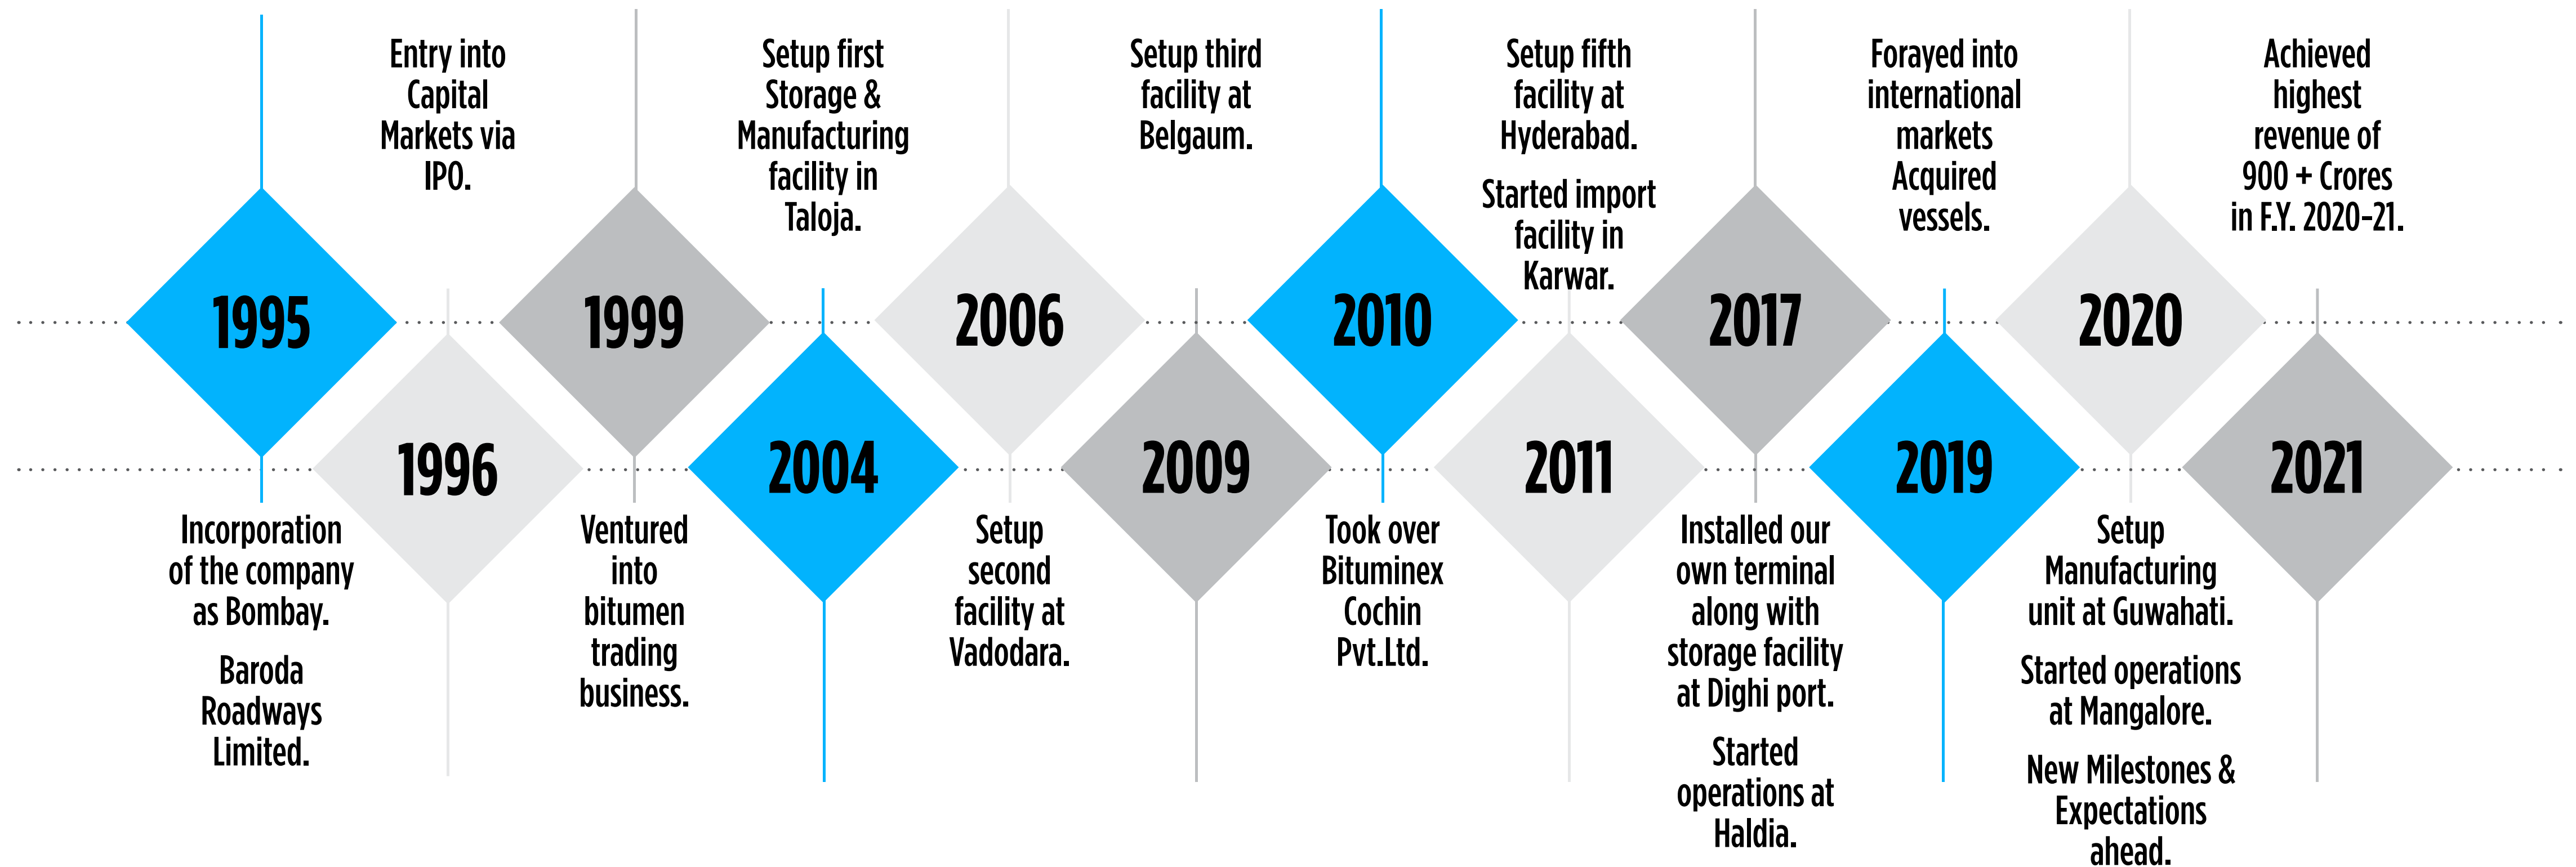 1995
Incorporation
of the company
as Bombay.
Baroda
Roadways
Limited.
Entry into
Capital
Markets via
IPO.
1996
1999
Ventured
into
bitumen
trading
business.
Setup first
Storage &
Manufacturing
facility in
Taloja.
2004
2006
Setup
second
facility at
Vadodara.
Setup third
facility at
Belgaum.
2009
2010
Took over
Bituminex
Cochin
Pvt.Ltd.
Setup fifth
facility at
Hyderabad.
Started import
facility in
Karwar.
2011
2017
Installed our
own terminal
along with
storage facility
at Dighi port.
Started
operations at
Haldia.
Forayed into
international
markets
Acquired
vessels.
2019
2020
Setup
Manufacturing
unit at Guwahati.
Started operations
at Mangalore.
New Milestones &
Expectations
ahead.
Achieved
highest
revenue of
900 + Crores
in F.Y. 2020-21.
2021